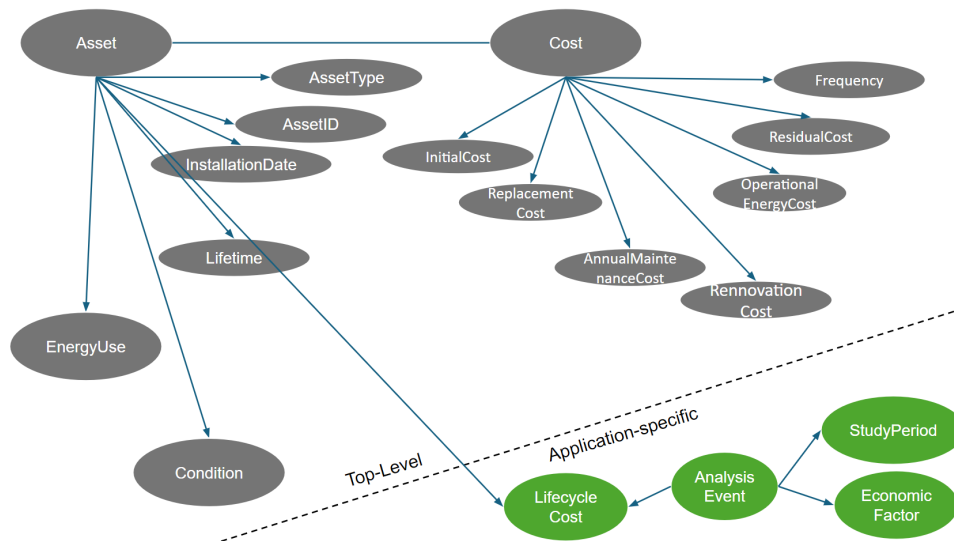 Asset
Cost
AssetType
Frequency
AssetID
ResidualCost
InitialCost
InstallationDate
Replacement
Cost
Operational
EnergyCost
Lifetime
AnnualMainte
nanceCost
Rennovation
Cost
EnergyUse
Application-specific
StudyPeriod
Top-Level
Condition
Lifecycle
Cost
Analysis
Event
Economic
Factor